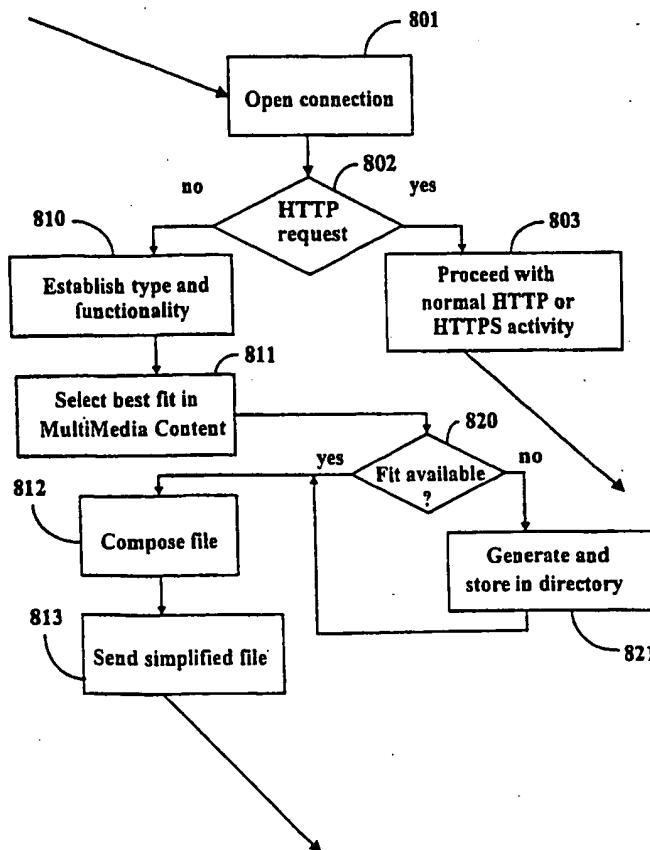 801
Open connection
802
no
yes
HTTP
request
810
803
Establish type and
functionality
Proceed with
normal HTTP or
HTTPS activity
811
Select best fit in
MultiMedia Content
820
yes
no
Fit available
?
812
Compose file
Generate and
store in directory
813
Send simplified file
821